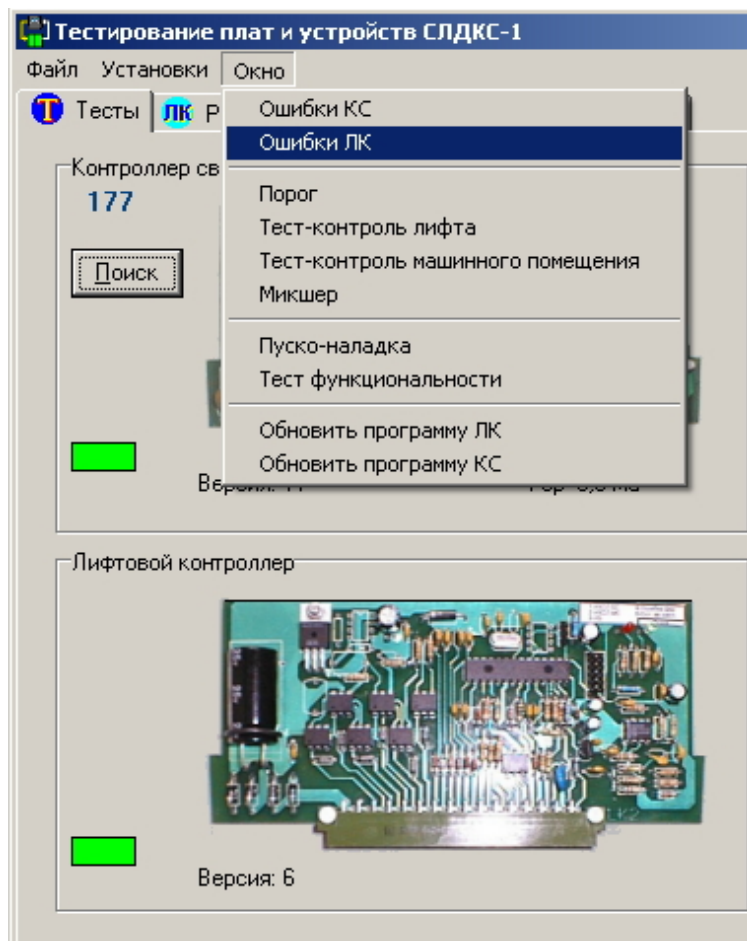 Тестирование плат и устройств СЛДКС-1
Файл Установки Окно
Тесты ЛК Р
Ошибки КС
Ошибки ЛК
Контроллер св
177
Порог
Тест-контроль лифта
Поиск
Тест-контроль машинного помещения
Микшер
Пуско-наладка
Тест функциональности
Обновить программу ЛК
Обновить программу КС
Лифтовой контроллер
Версия: 6